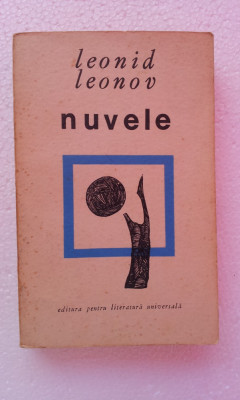 leonid
leonov
nuvele
editura pentru literatură universală